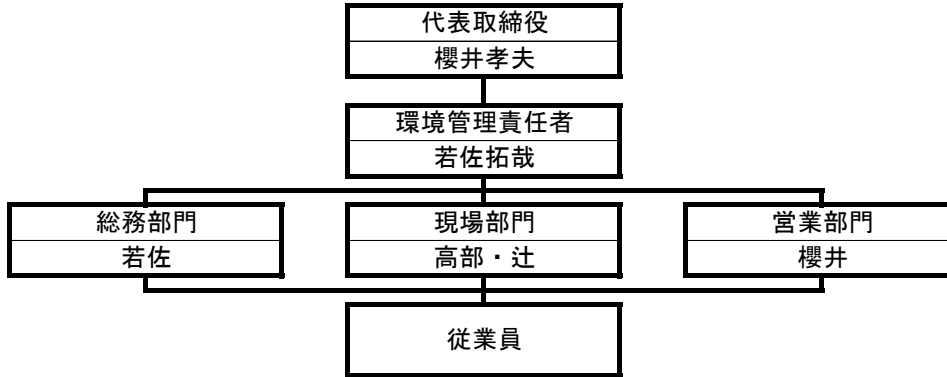 代表取締役
櫻井孝夫
環境管理責任者
若佐拓哉
総務部門
若佐
現場部門
高部・辻
営業部門
櫻井
従業員